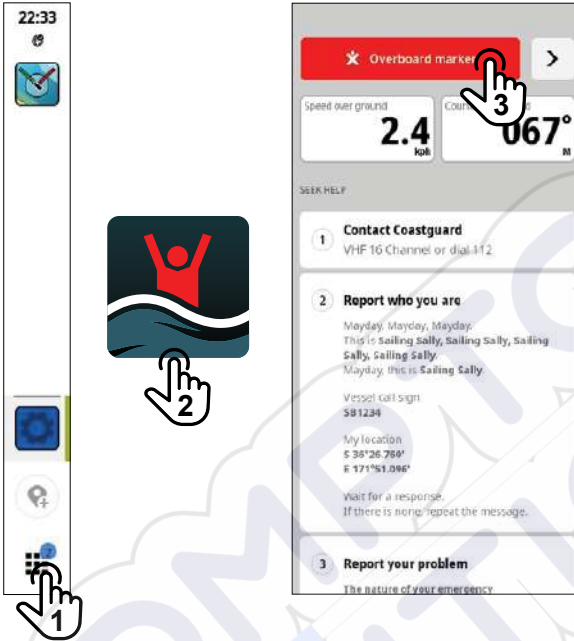 22:33
2
1
2
Overboard marker
3
Speed over ground
2.4
kph
067°
M
SEEK HELP
1
Contact Coastguard
VHF 16 Channel or dial 112
2
Report who you are
Mayday, Mayday, Mayday.
This is Sailing Sally, Sailing Sally, Sailing
Sally, Sailing Sally.
Mayday, this is Sailing Sally
Vessel call sign
SB1234
My location
S 36°26.760'
E 171°51.096'
Wait for a response.
If there is none, repeat the message.
3
Report your problem
The nature of your emergency